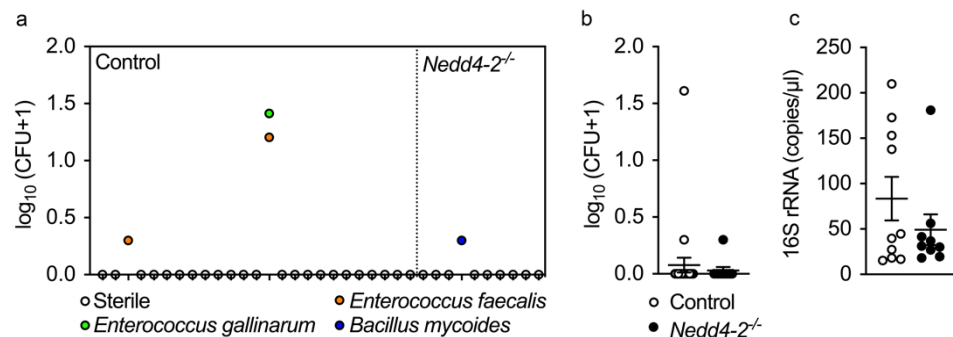 a
log10 (CFU+1)
2.0
1.5
1.0
0.5
0.0
Control
Nedd4-2-/-
Sterile
Enterococcus faecalis
Enterococcus gallinarum
Bacillus mycoides
b
log10 (CFU+1)
2.0
1.5
1.0
0.5
0.0
c
16S rRNA (copies/µl)
250
200
150
100
50
0
Control
Nedd4-2-/-